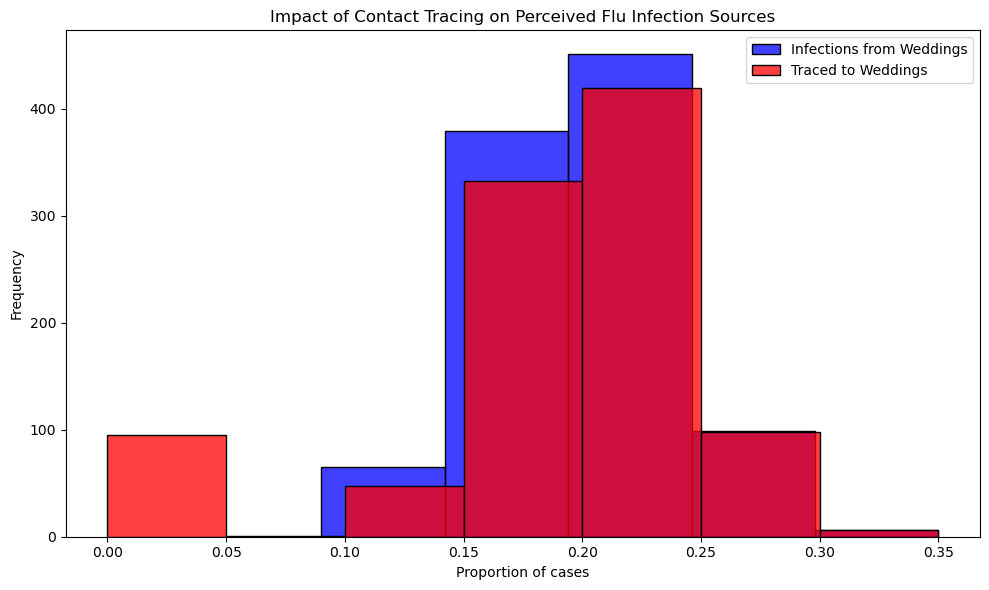 Impact of Contact Tracing on Perceived Flu Infection Sources
Infections from Weddings
Traced to Weddings
Frequency
400
300
200
100
0
0.00 0.05 0.10 0.15 0.20 0.25 0.30 0.35
Proportion of cases